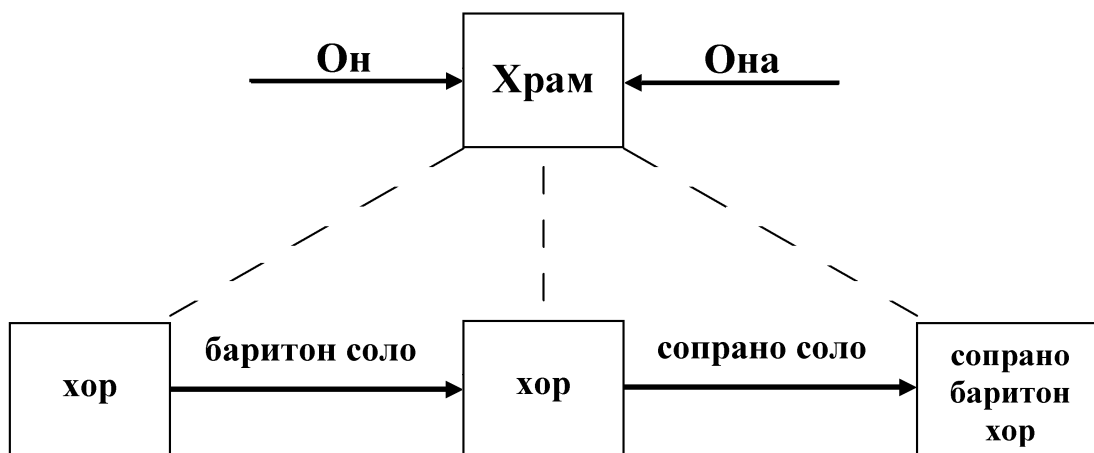 Он
Храм
Она
хор
баритон соло
хор
сопрано соло
сопрано
баритон
хор